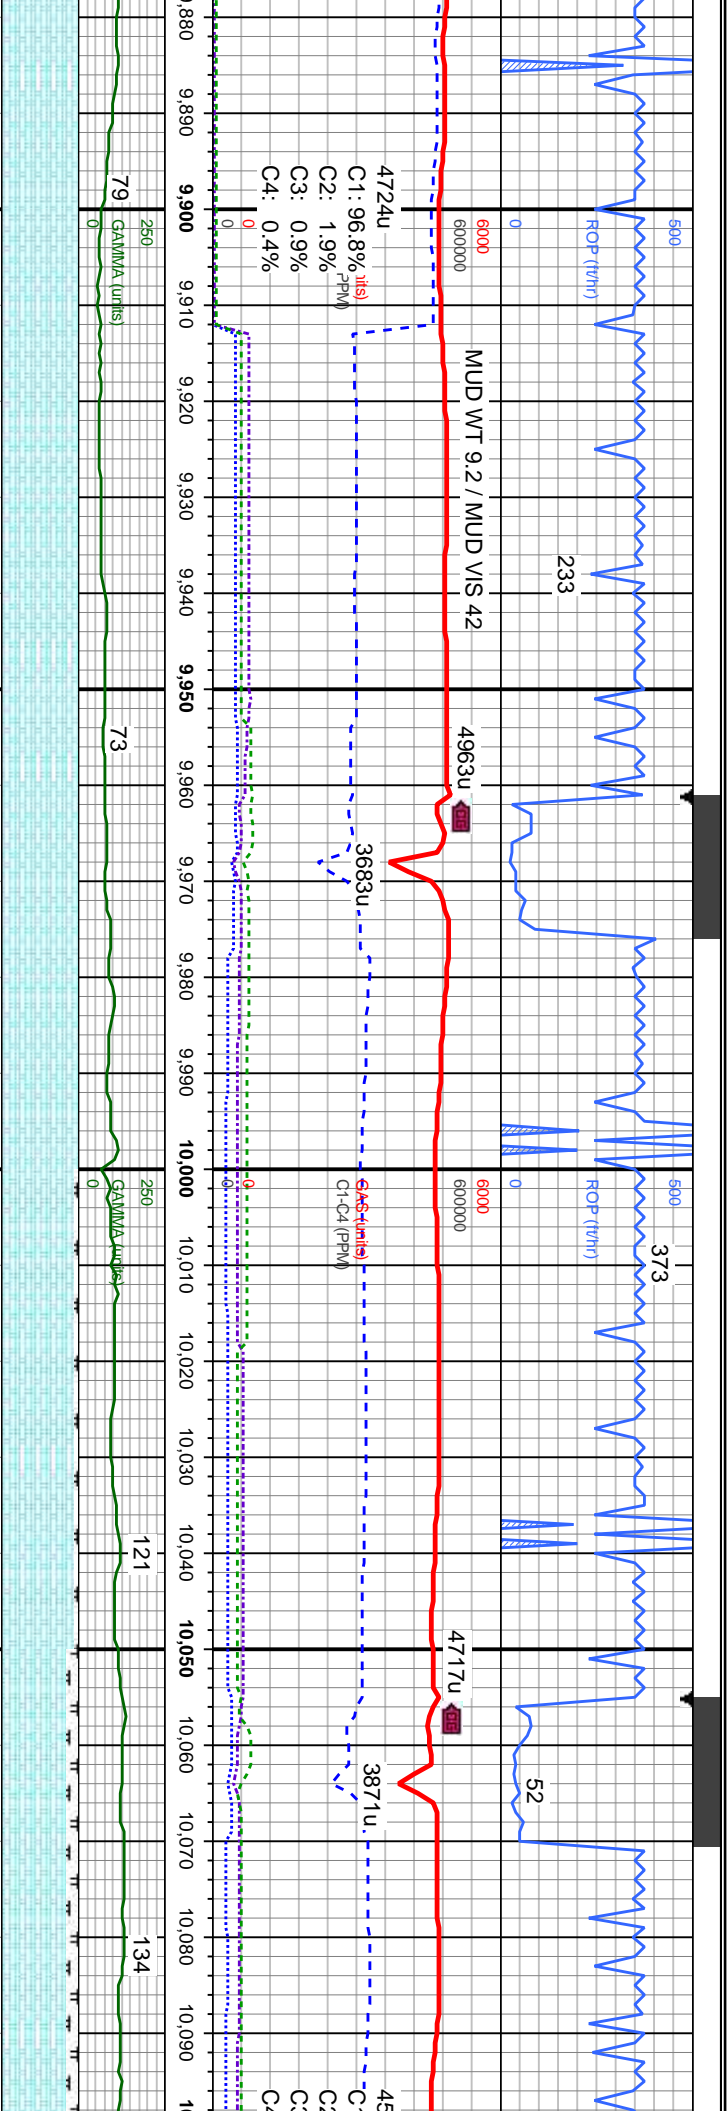 9,880
9,890
9,900
9,910
9,920
9,930
9,940
9,950
9,960
9,970
9,980
9,990
10,000
10,010
10,020
10,030
10,040
10,050
10,060
10,070
10,080
10,090
500
ROP (ft/hr)
0
6000
600000
0
0
4724u
C1: 96.8%
C2: 1.9%
C3: 0.9%
C4: 0.4%
250
GAMMA (units)
0
79
MUD WT 9.2 / MUD VIS 42
233
4963u
3683u
73
500
ROP (ft/hr)
0
6000
600000
GAS (units)
C1-C4 (PPM)
0
0
250
GAMMA (units)
0
373
121
4717u
3871u
52
134